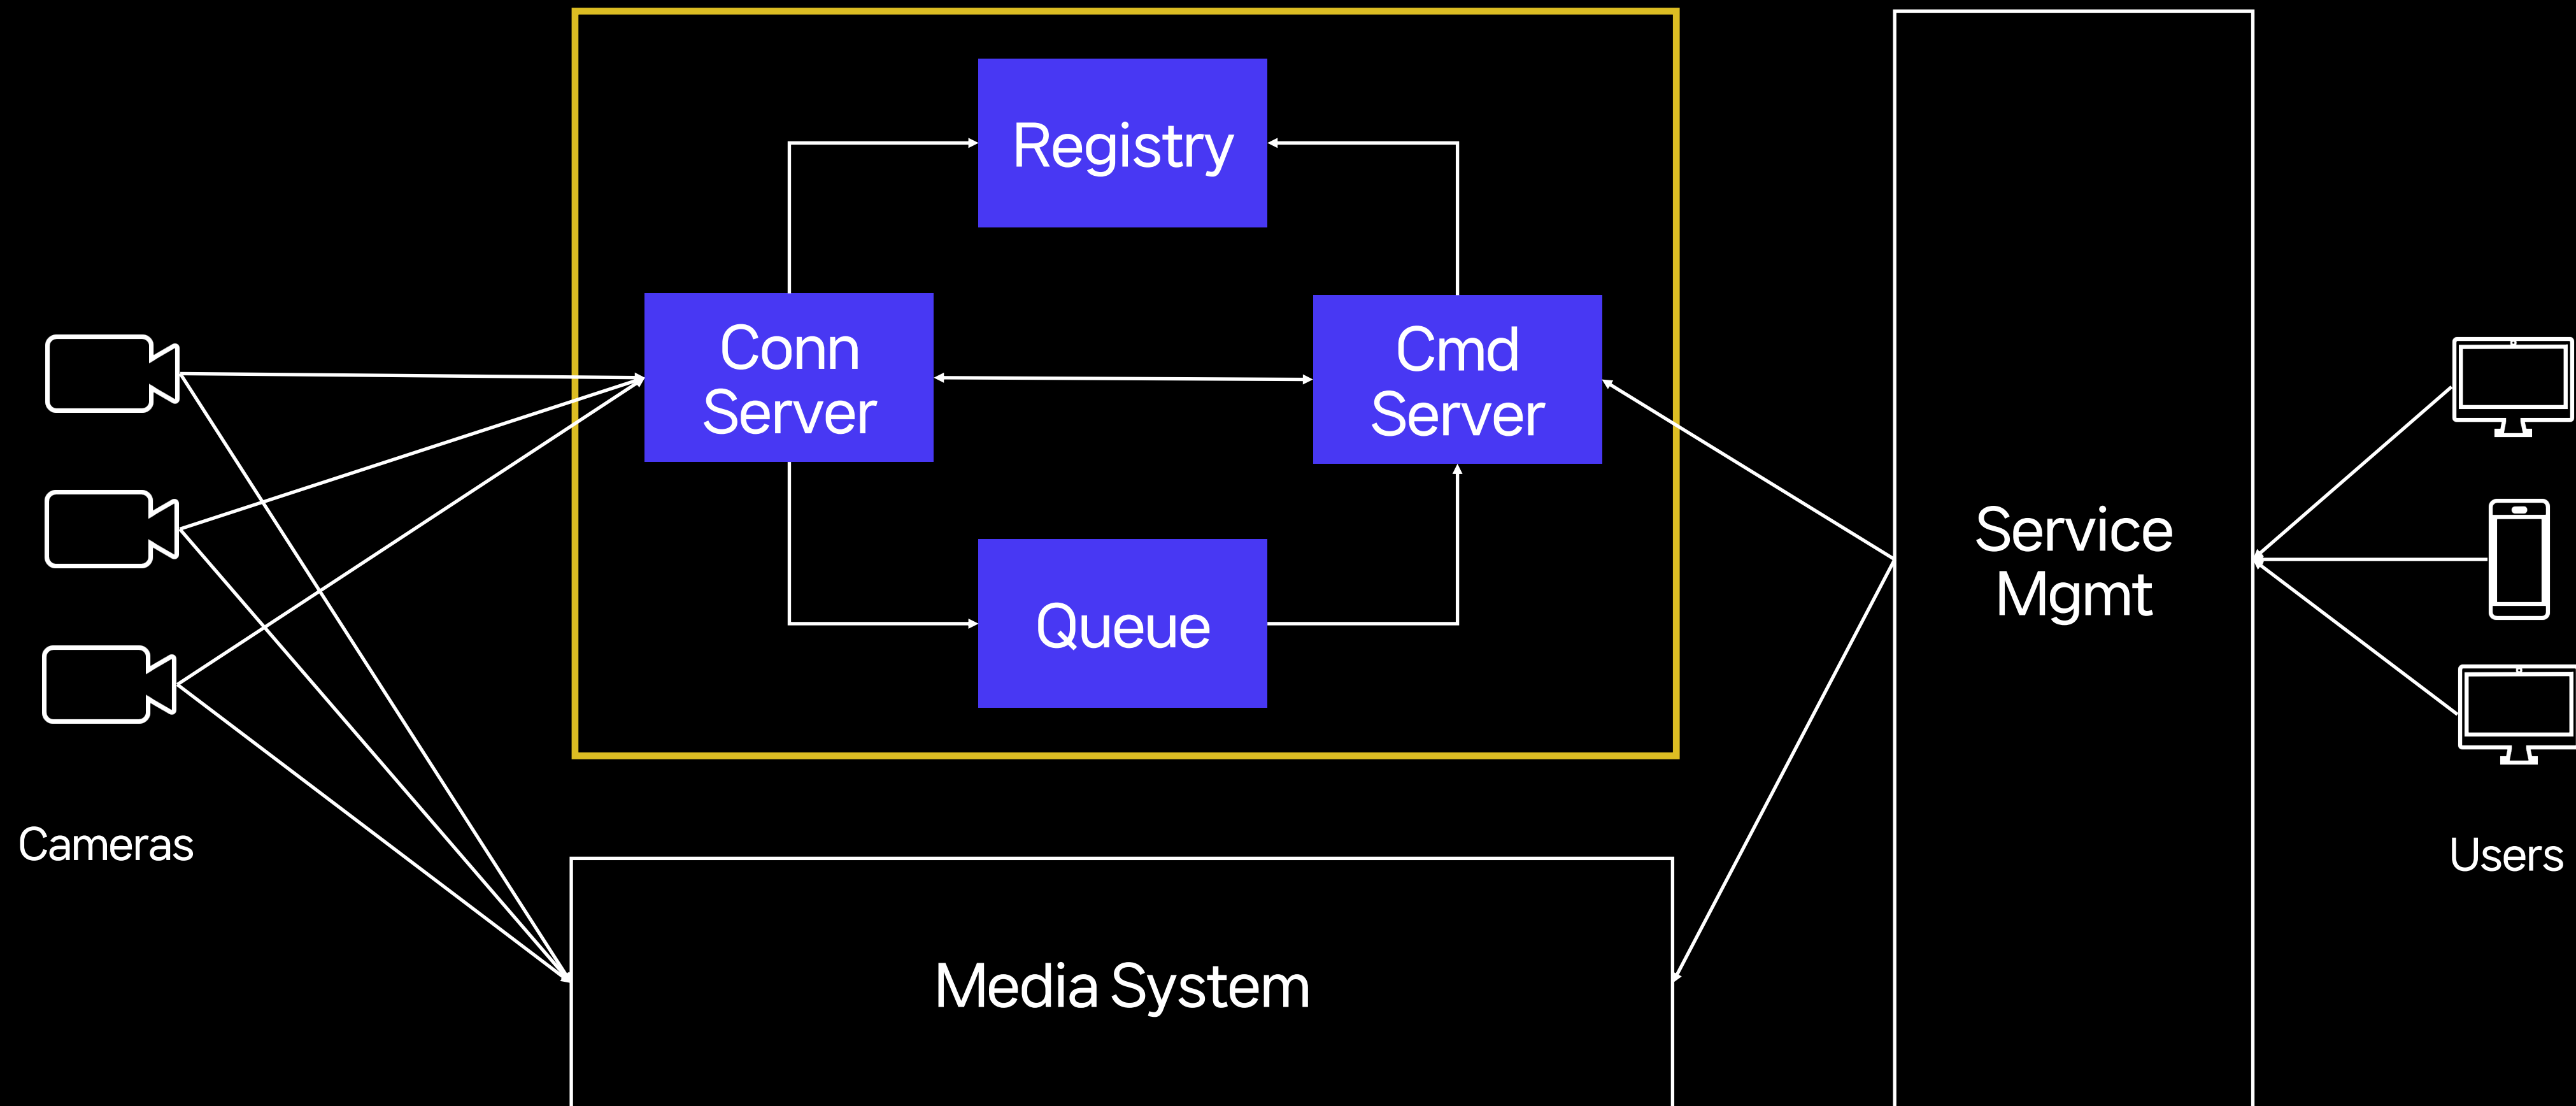 Registry
Conn
Server
Cmd
Server
Queue
Service
Mgmt
Cameras
Users
Media System